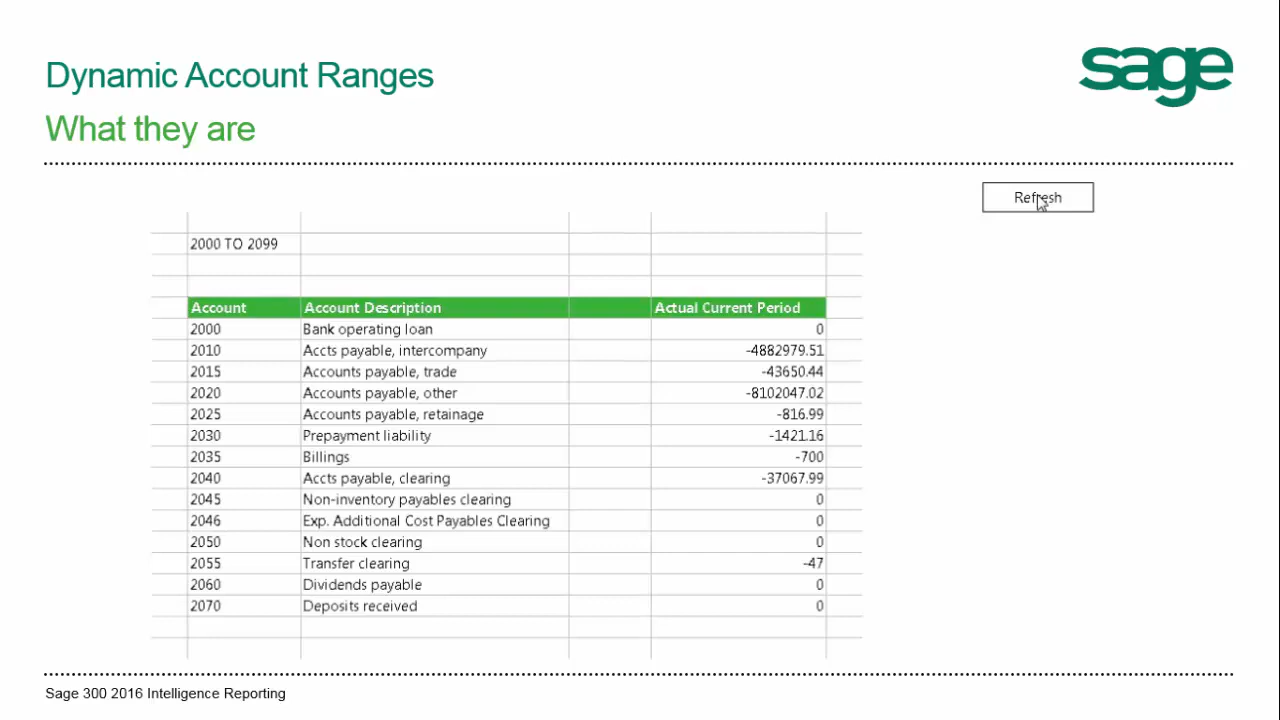 Dynamic Account Ranges
sage
What they are
Refresh
2000 TO 2099
Account Account Description Actual Current Period
2000 Bank operating loan 0
2010 Accts payable, intercompany -4882979.51
2015 Accounts payable, trade -43650.44
2020 Accounts payable, other -8102047.02
2025 Accounts payable, retainage -816.99
2030 Prepayment liability -1421.16
2035 Billings -700
2040 Accts payable, clearing -37067.99
2045 Non-inventory payables clearing 0
2046 Exp. Additional Cost Payables Clearing 0
2050 Non stock clearing 0
2055 Transfer clearing -47
2060 Dividends payable 0
2070 Deposits received 0
Sage 300 2016 Intelligence Reporting